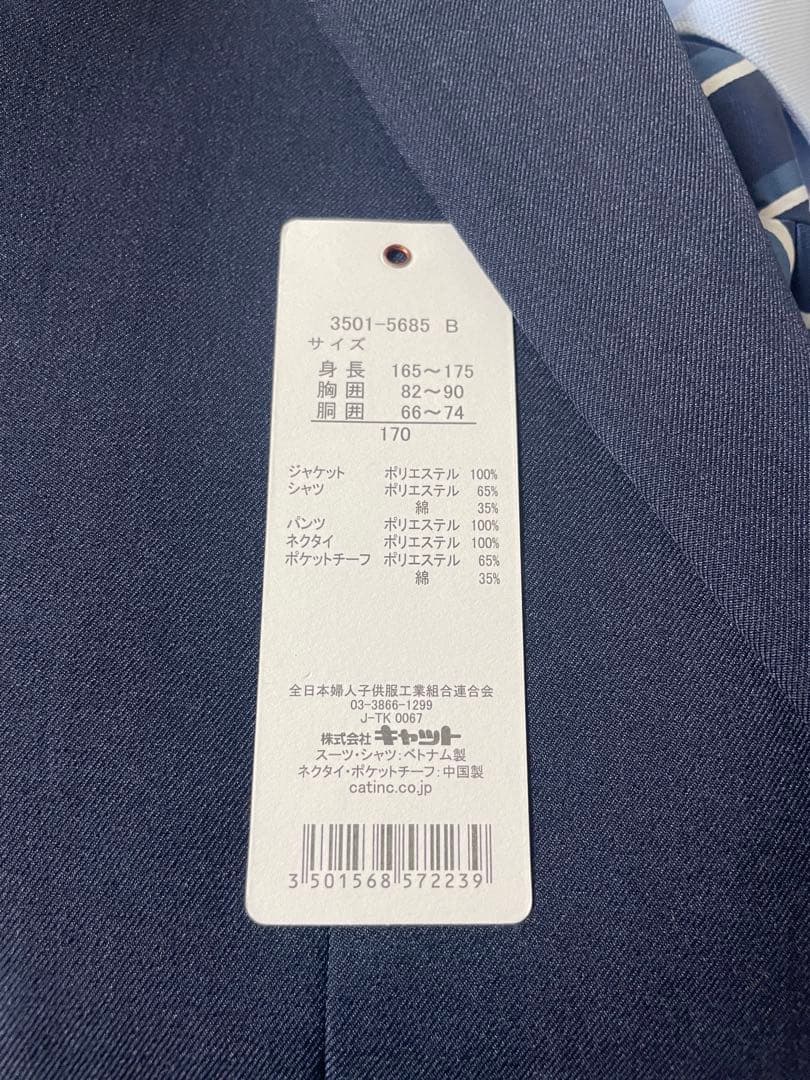 3501-5685 B
サイズ
身長 165～175
胸囲 82～90
胴囲 66～74
170
ジャケット ポリエステル 100%
シャツ ポリエステル 65%
綿 35%
パンツ ポリエステル 100%
ネクタイ ポリエステル 100%
ポケットチーフ ポリエステル 65%
綿 35%
全日本婦人子供服工業組合連合会
03-3866-1299
J-TK 0067
株式会社 キャット
スーツ・シャツ:ベトナム製
ネクタイ・ポケットチーフ:中国製
catinc.co.jp
3 501568 572239